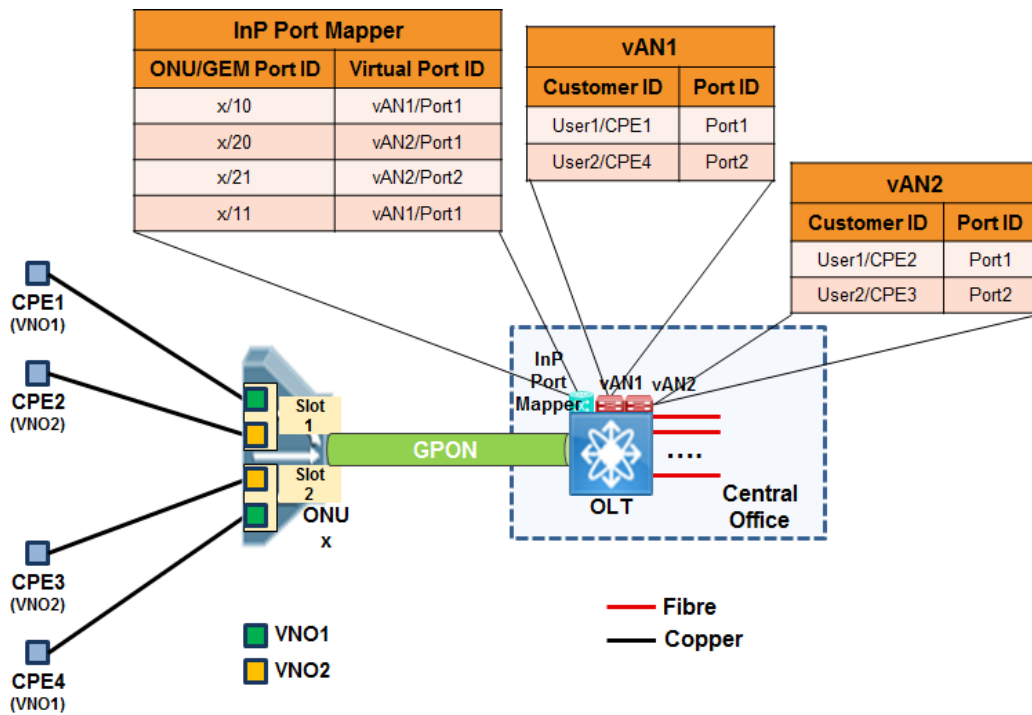 InP Port Mapper
ONU/GEM Port ID Virtual Port ID
x/10 vAN1/Port1
x/20 vAN2/Port1
x/21 vAN2/Port2
x/11 vAN1/Port1
vAN1
Customer ID Port ID
User1/CPE1 Port1
User2/CPE4 Port2
vAN2
Customer ID Port ID
User1/CPE2 Port1
User2/CPE3 Port2
CPE1
(VNO1)
CPE2
(VNO2)
CPE3
(VNO2)
CPE4
(VNO1)
Slot
1
Slot
2
ONU
x
GPON
InP
Port
Mapper
vAN1
vAN2
....
OLT
Central
Office
VNO1
VNO2
Fibre
Copper